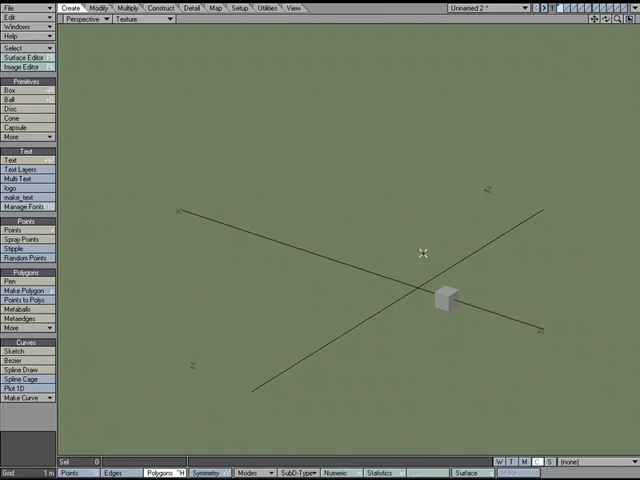 File
Create Modify Multiply Construct Detail Map Setup Utilities View
Unnamed 2 *
1
Edit
Perspective Texture
Windows
Help
Select
Surface Editor
Image Editor
Primitives
Box
Ball
Disc
Cone
Capsule
More
Text
Text
Text Layers
Multi Text
logo
make_text
Manage Fonts
Points
Points
Spray Points
Stipple
Random Points
Polygons
Pen
Make Polygon
Points to Polys
Metaballs
Metaedges
More
Curves
Sketch
Bezier
Spline Draw
Spline Cage
Plot 1D
Make Curve
Sel: 0
W T M C S (none)
Grid: 1 m
Points Edges Polygons ^H Symmetry Modes SubD-Type Numeric Statistics Surface